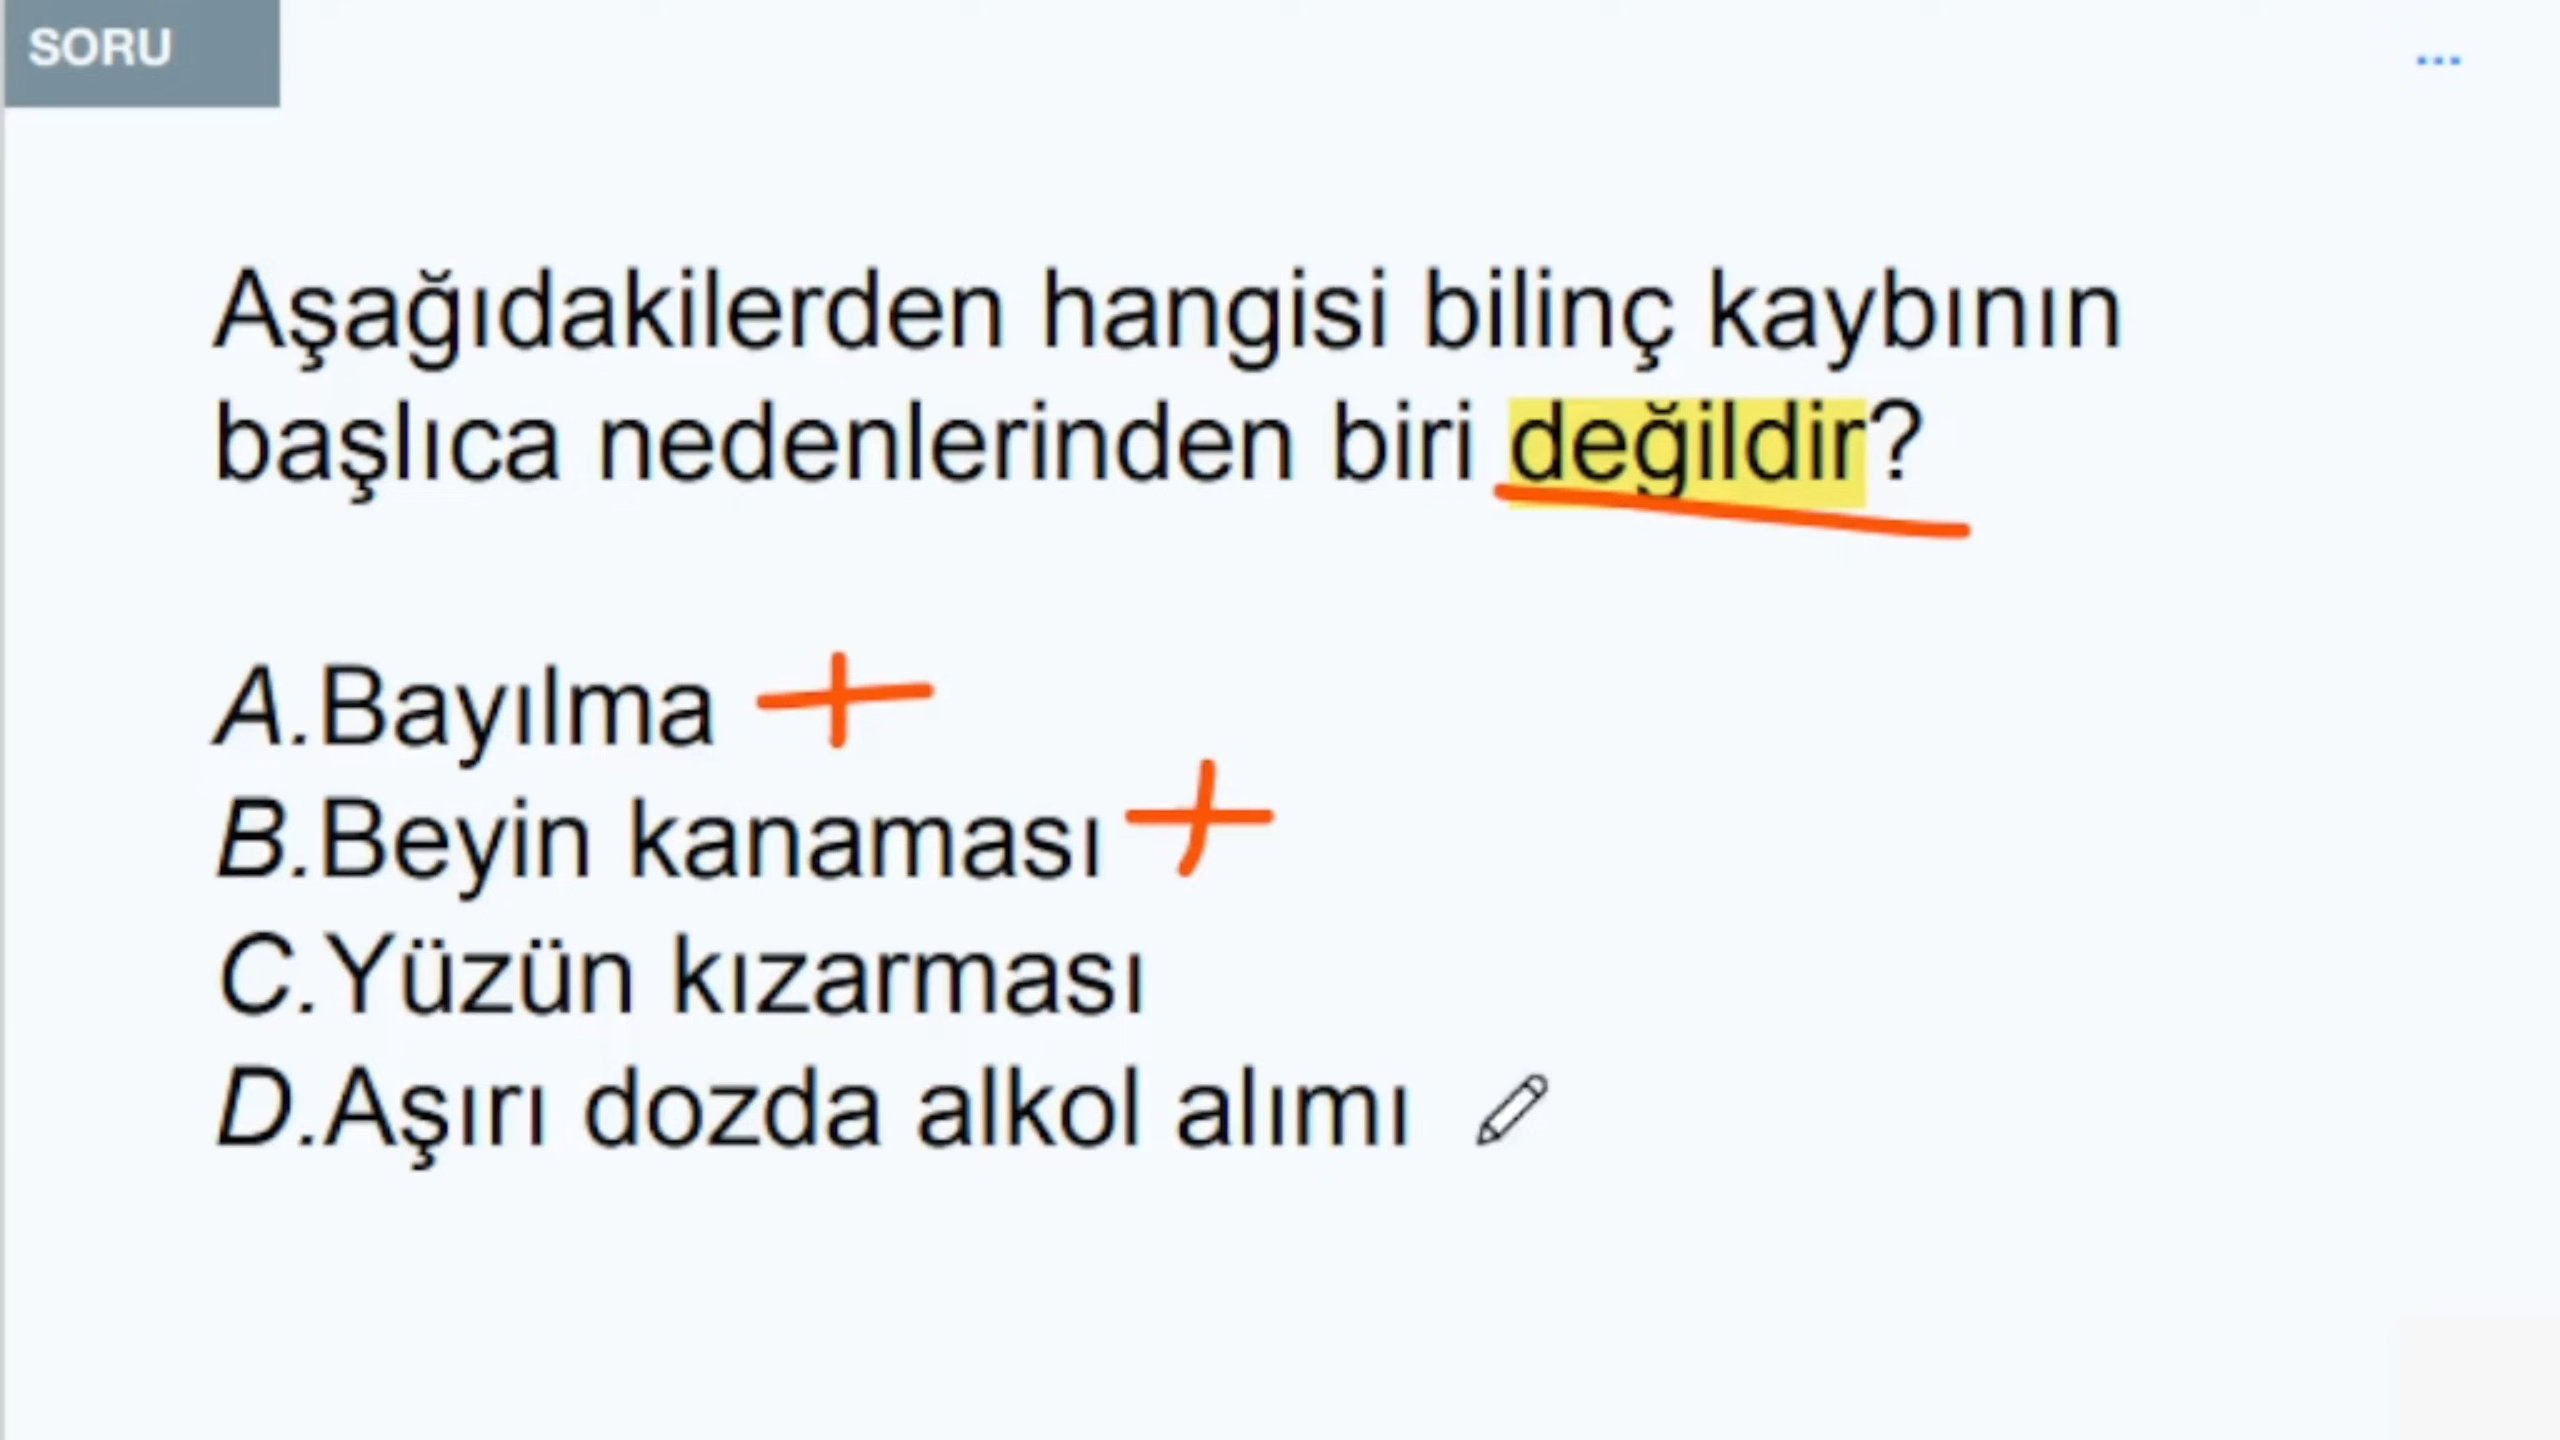 SORU
...
Aşağıdakilerden hangisi bilinç kaybının
başlıca nedenlerinden biri değildir?
A.Bayılma +
B.Beyin kanaması +
C.Yüzün kızarması
D.Aşırı dozda alkol alımı